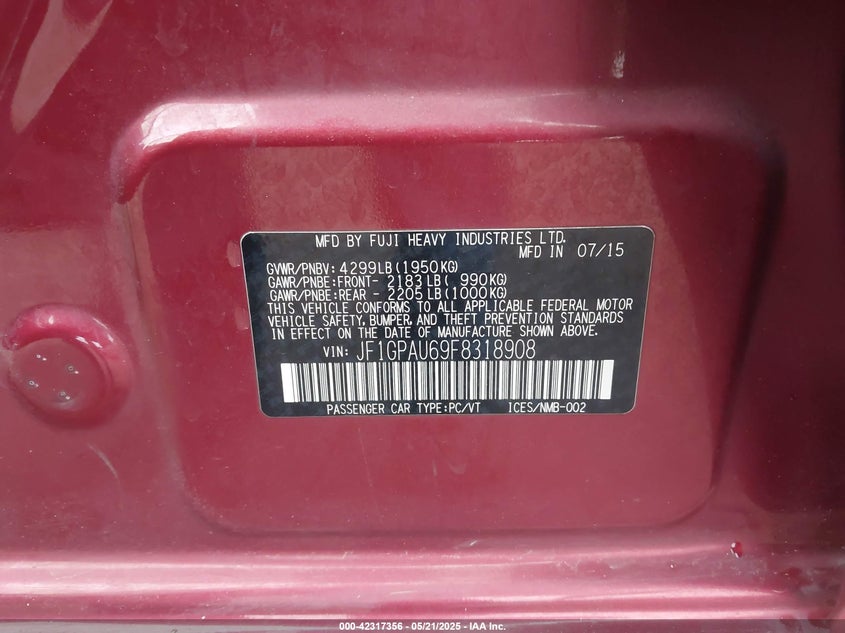 MFD BY FUJI HEAVY INDUSTRIES LTD.
MFD IN 07/15
GVWR/PNBV: 4299LB(1950KG)
GAWR/PNBE:FRONT- 2183LB( 990KG)
GAWR/PNBE:REAR - 2205LB(1000KG)
THIS VEHICLE CONFORMS TO ALL APPLICABLE FEDERAL MOTOR
VEHICLE SAFETY, BUMPER, AND THEFT PREVENTION STANDARDS
IN EFFECT ON THE DATE OF MANUFACTURE SHOWN ABOVE.
VIN: JF1GPAU69F8318908
PASSENGER CAR TYPE:PC/VT ICES/NMB-002
000-42317356 - 05/21/2025 - IAA Inc.